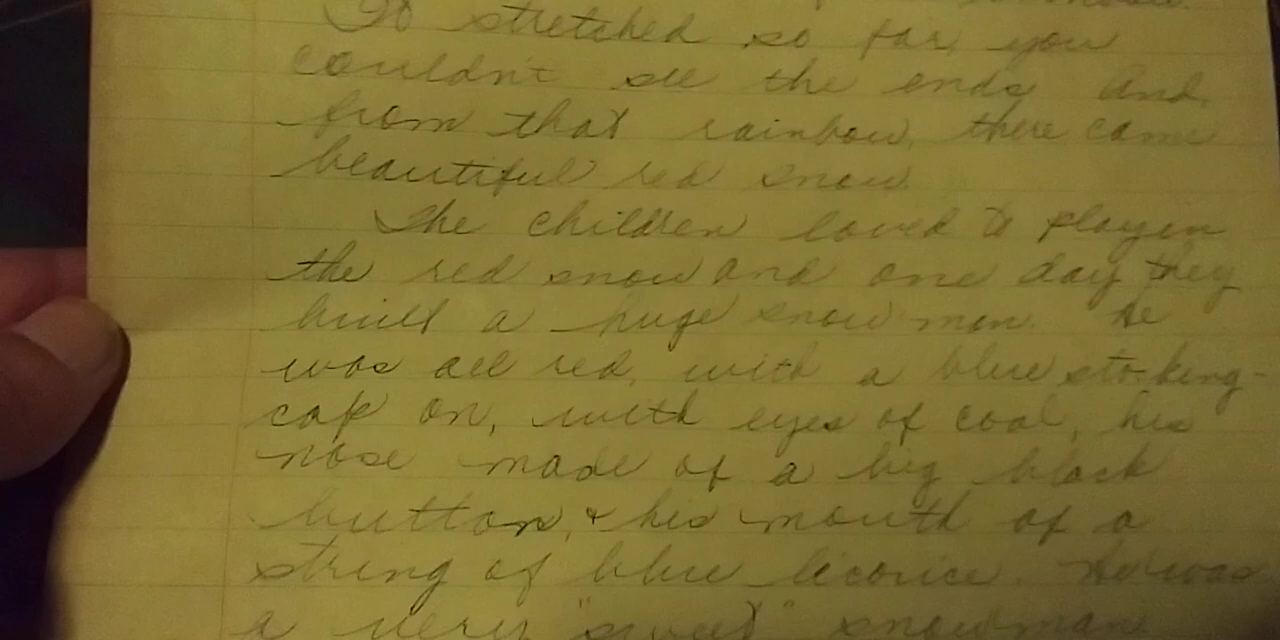 It stretched so far, you
couldn't see the ends. And
from that rainbow, there came
beautiful red snow.
The children loved to play in
the red snow and one day they
built a huge snow man. He
was all red, with a blue stocking-
cap on, with eyes of coal, his
nose made of a big black
button, & his mouth of a
string of blue licorice. He was
a very "sweet" snowman